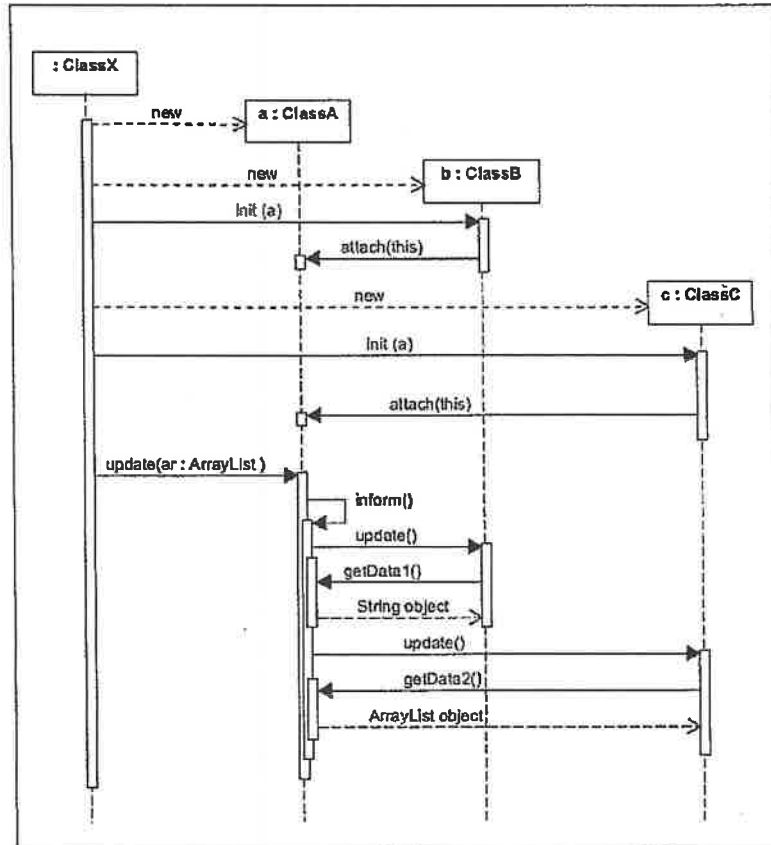 : ClassX
new
a : ClassA
new
b : ClassB
Init (a)
attach(this)
new
c : ClassC
Init (a)
attach(this)
update(ar : ArrayList )
inform()
update()
getData1()
String object
update()
getData2()
ArrayList object